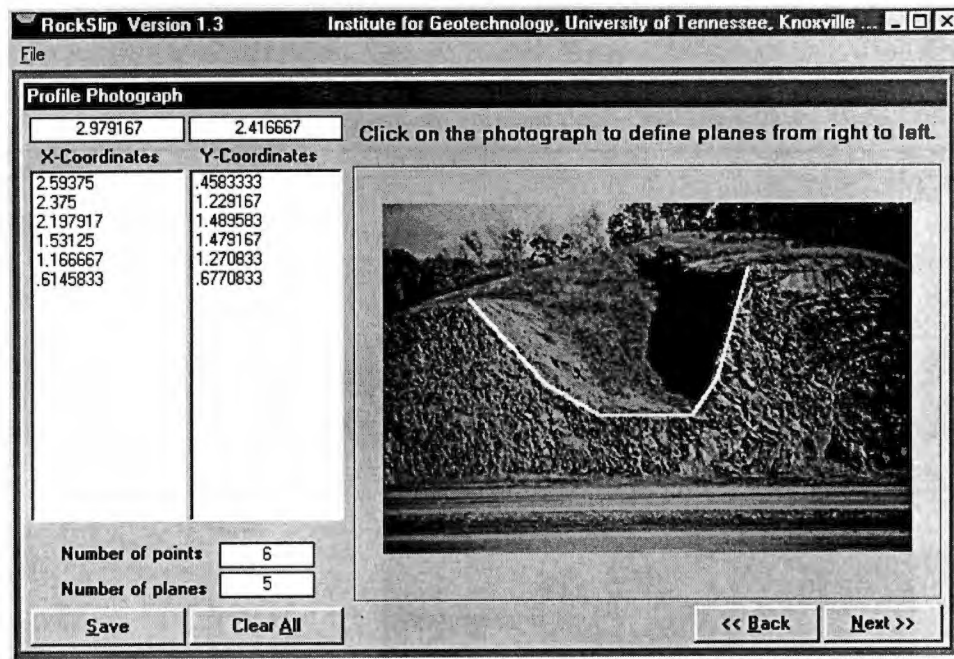 RockSlip Version 1.3 Institute for Geotechnology, University of Tennessee, Knoxville ...
File
Profile Photograph
2.979167 2.416667
Click on the photograph to define planes from right to left.
X-Coordinates Y-Coordinates
2.59375 .4583333
2.375 1.229167
2.197917 1.489583
1.53125 1.479167
1.166667 1.270833
.6145833 .6770833
Number of points 6
Number of planes 5
Save Clear All << Back Next >>